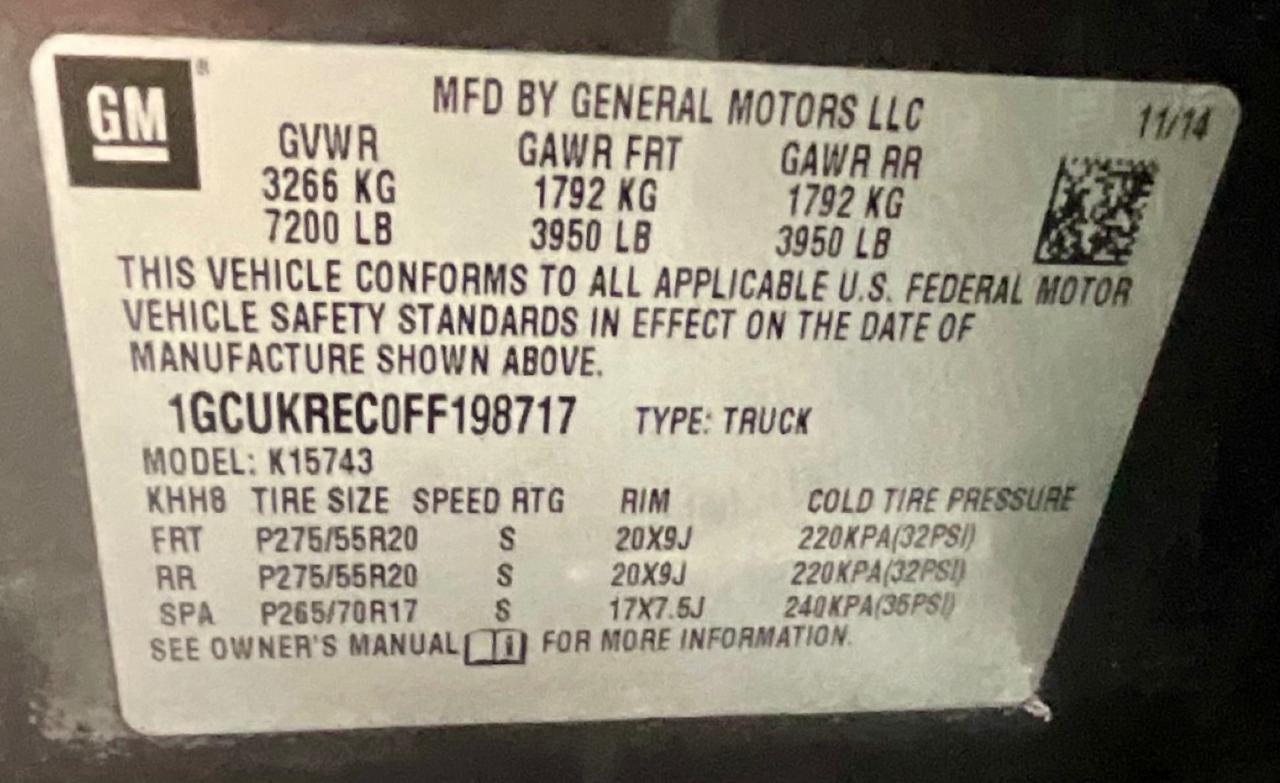 GM®
MFD BY GENERAL MOTORS LLC 11/14
GVWR GAWR FRT GAWR RR
3266 KG 1792 KG 1792 KG
7200 LB 3950 LB 3950 LB
THIS VEHICLE CONFORMS TO ALL APPLICABLE U.S. FEDERAL MOTOR
VEHICLE SAFETY STANDARDS IN EFFECT ON THE DATE OF
MANUFACTURE SHOWN ABOVE.
1GCUKREC0FF198717 TYPE: TRUCK
MODEL: K15743
KHH8 TIRE SIZE SPEED RTG RIM COLD TIRE PRESSURE
FRT P275/55R20 S 20X9J 220KPA(32PSI)
RR P275/55R20 S 20X9J 220KPA(32PSI)
SPA P265/70R17 S 17X7.5J 240KPA(35PSI)
SEE OWNER'S MANUAL FOR MORE INFORMATION.